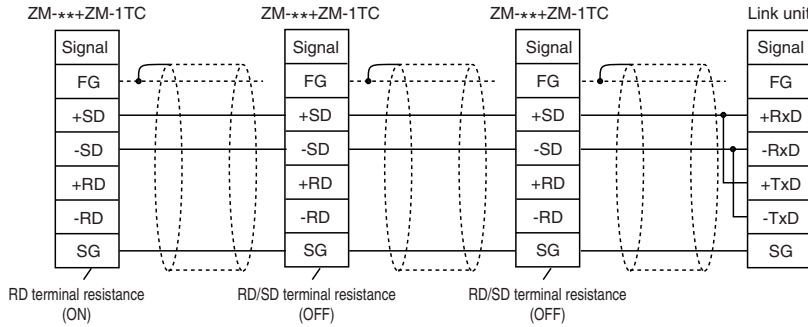 ZM-**+ZM-1TC ZM-**+ZM-1TC ZM-**+ZM-1TC Link unit
Signal Signal Signal Signal
FG FG FG FG
+SD +SD +SD +RxD
-SD -SD -SD -RxD
+RD +RD +RD +TxD
-RD -RD -RD -TxD
SG SG SG SG
RD terminal resistance RD/SD terminal resistance RD/SD terminal resistance
(ON) (OFF) (OFF)